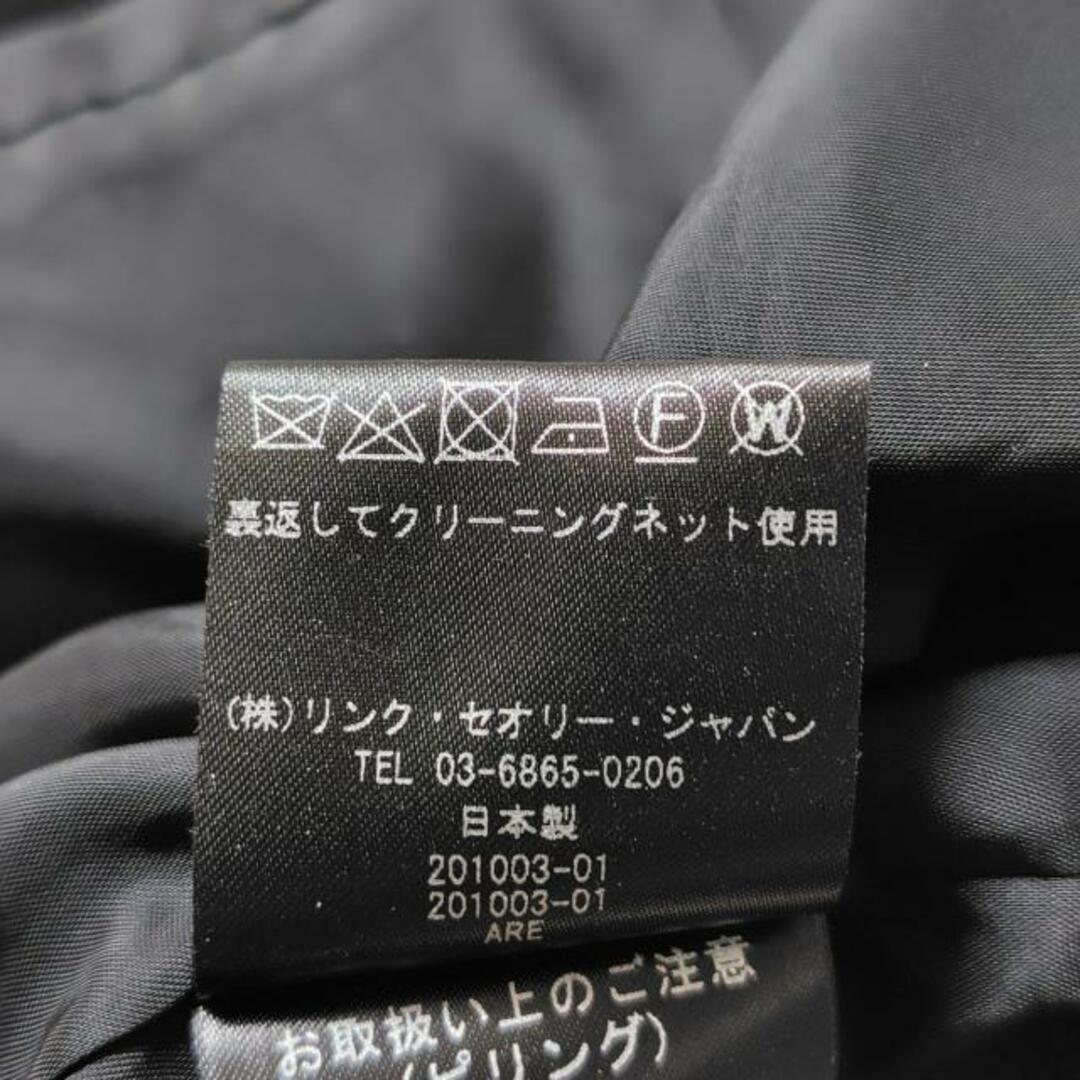 F W
裏返してクリーニングネット使用
(株)リンク・セオリー・ジャパン
TEL 03-6865-0206
日本製
201003-01
201003-01
ARE
お取扱い上のご注意
(ピリング)